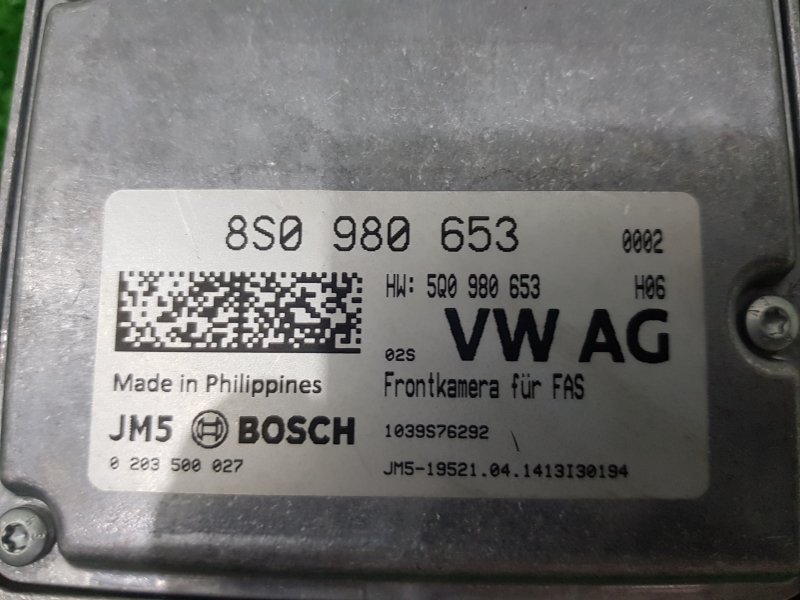 8S0 980 653 0002
HW: 5Q0 980 653 H06
02S VW AG
Made in Philippines Frontkamera für FAS
JM5 BOSCH 1039S76292
0 203 500 027 JM5-19521.04.1413I30194